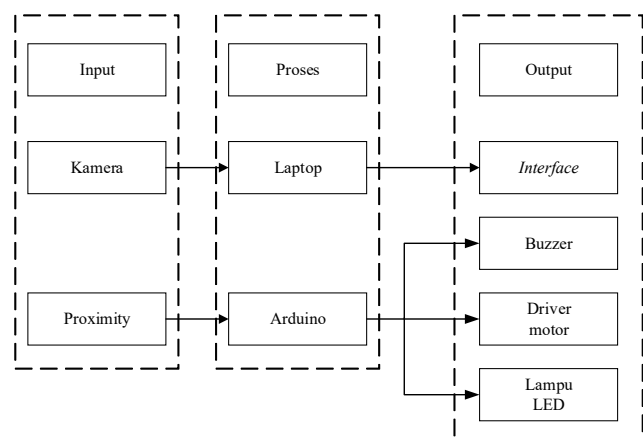 Input
Proses
Output
Kamera
Laptop
Interface
Buzzer
Proximity
Arduino
Driver
motor
Lampu
LED